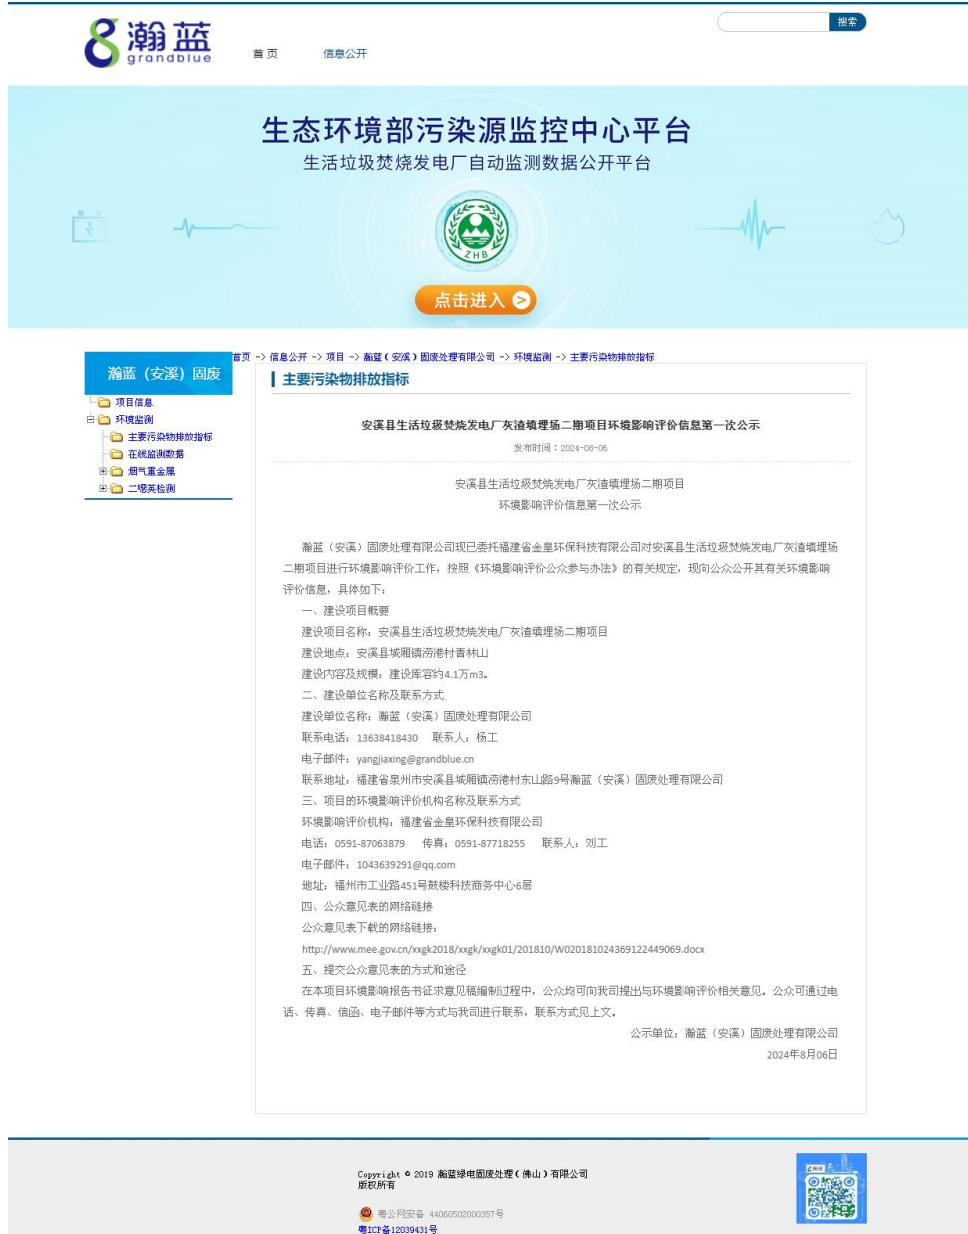 瀚蓝
grandblue
首 页
信息公开
搜索
生态环境部污染源监控中心平台
生活垃圾焚烧发电厂自动监测数据公开平台
ZHB
点击进入
首页 -> 信息公开 -> 项目 -> 瀚蓝(安溪)固废处理有限公司 -> 环境监测 -> 主要污染物排放指标
瀚蓝（安溪）固废
项目信息
环境监测
主要污染物排放指标
在线监测数据
烟气重金属
二噁英检测
主要污染物排放指标
安溪县生活垃圾焚烧发电厂灰渣填埋场二期项目环境影响评价信息第一次公示
发布时间：2024-08-06
安溪县生活垃圾焚烧发电厂灰渣填埋场二期项目
环境影响评价信息第一次公示
瀚蓝（安溪）固废处理有限公司现已委托福建省金皇环保科技有限公司对安溪县生活垃圾焚烧发电厂灰渣填埋场
二期项目进行环境影响评价工作，按照《环境影响评价公众参与办法》的有关规定，现向公众公开其有关环境影响
评价信息，具体如下：
一、建设项目概要
建设项目名称：安溪县生活垃圾焚烧发电厂灰渣填埋场二期项目
建设地点：安溪县城厢镇涝港村青林山
建设内容及规模：建设库容约4.1万m3。
二、建设单位名称及联系方式
建设单位名称：瀚蓝（安溪）固废处理有限公司
联系电话：13638418430 联系人：杨工
电子邮件：yangjiaxing@grandblue.cn
联系地址：福建省泉州市安溪县城厢镇涝港村东山路9号瀚蓝（安溪）固废处理有限公司
三、项目的环境影响评价机构名称及联系方式
环境影响评价机构：福建省金皇环保科技有限公司
电话：0591-87063879 传真：0591-87718255 联系人：刘工
电子邮件：1043639291@qq.com
地址：福州市工业路451号鼓楼科技商务中心6层
四、公众意见表的网络链接
公众意见表下载的网络链接：
http://www.mee.gov.cn/xxgk2018/xxgk/xxgk01/201810/W020181024369122449069.docx
五、提交公众意见表的方式和途径
在本项目环境影响报告书征求意见稿编制过程中，公众均可向我司提出与环境影响评价相关意见。公众可通过电
话、传真、信函、电子邮件等方式与我司进行联系，联系方式见上文。
公示单位：瀚蓝（安溪）固废处理有限公司
2024年8月06日
Copyright © 2019 瀚蓝绿电固废处理(佛山)有限公司
版权所有
粤公网安备 44060502000357号
粤ICP备12039431号